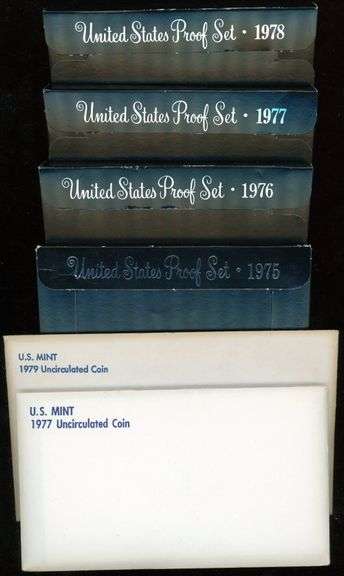 United States Proof Set • 1978
United States Proof Set • 1977
United States Proof Set • 1976
United States Proof Set • 1975
U.S. MINT
1979 Uncirculated Coin
U.S. MINT
1977 Uncirculated Coin